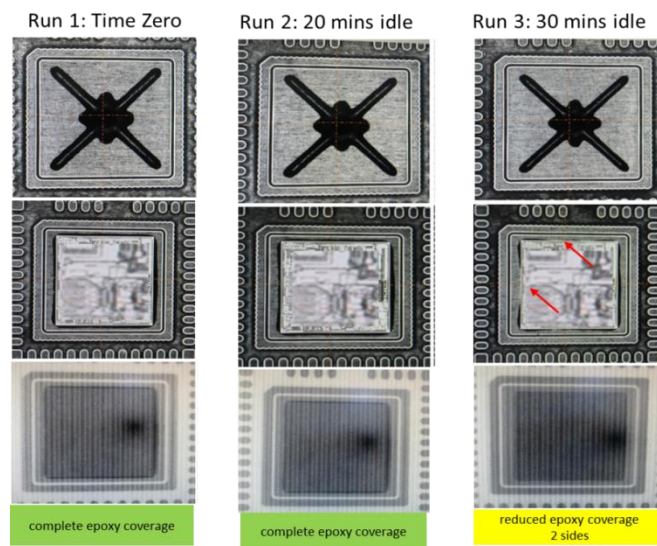 Run 1: Time Zero
Run 2: 20 mins idle
Run 3: 30 mins idle
complete epoxy coverage
complete epoxy coverage
reduced epoxy coverage
2 sides